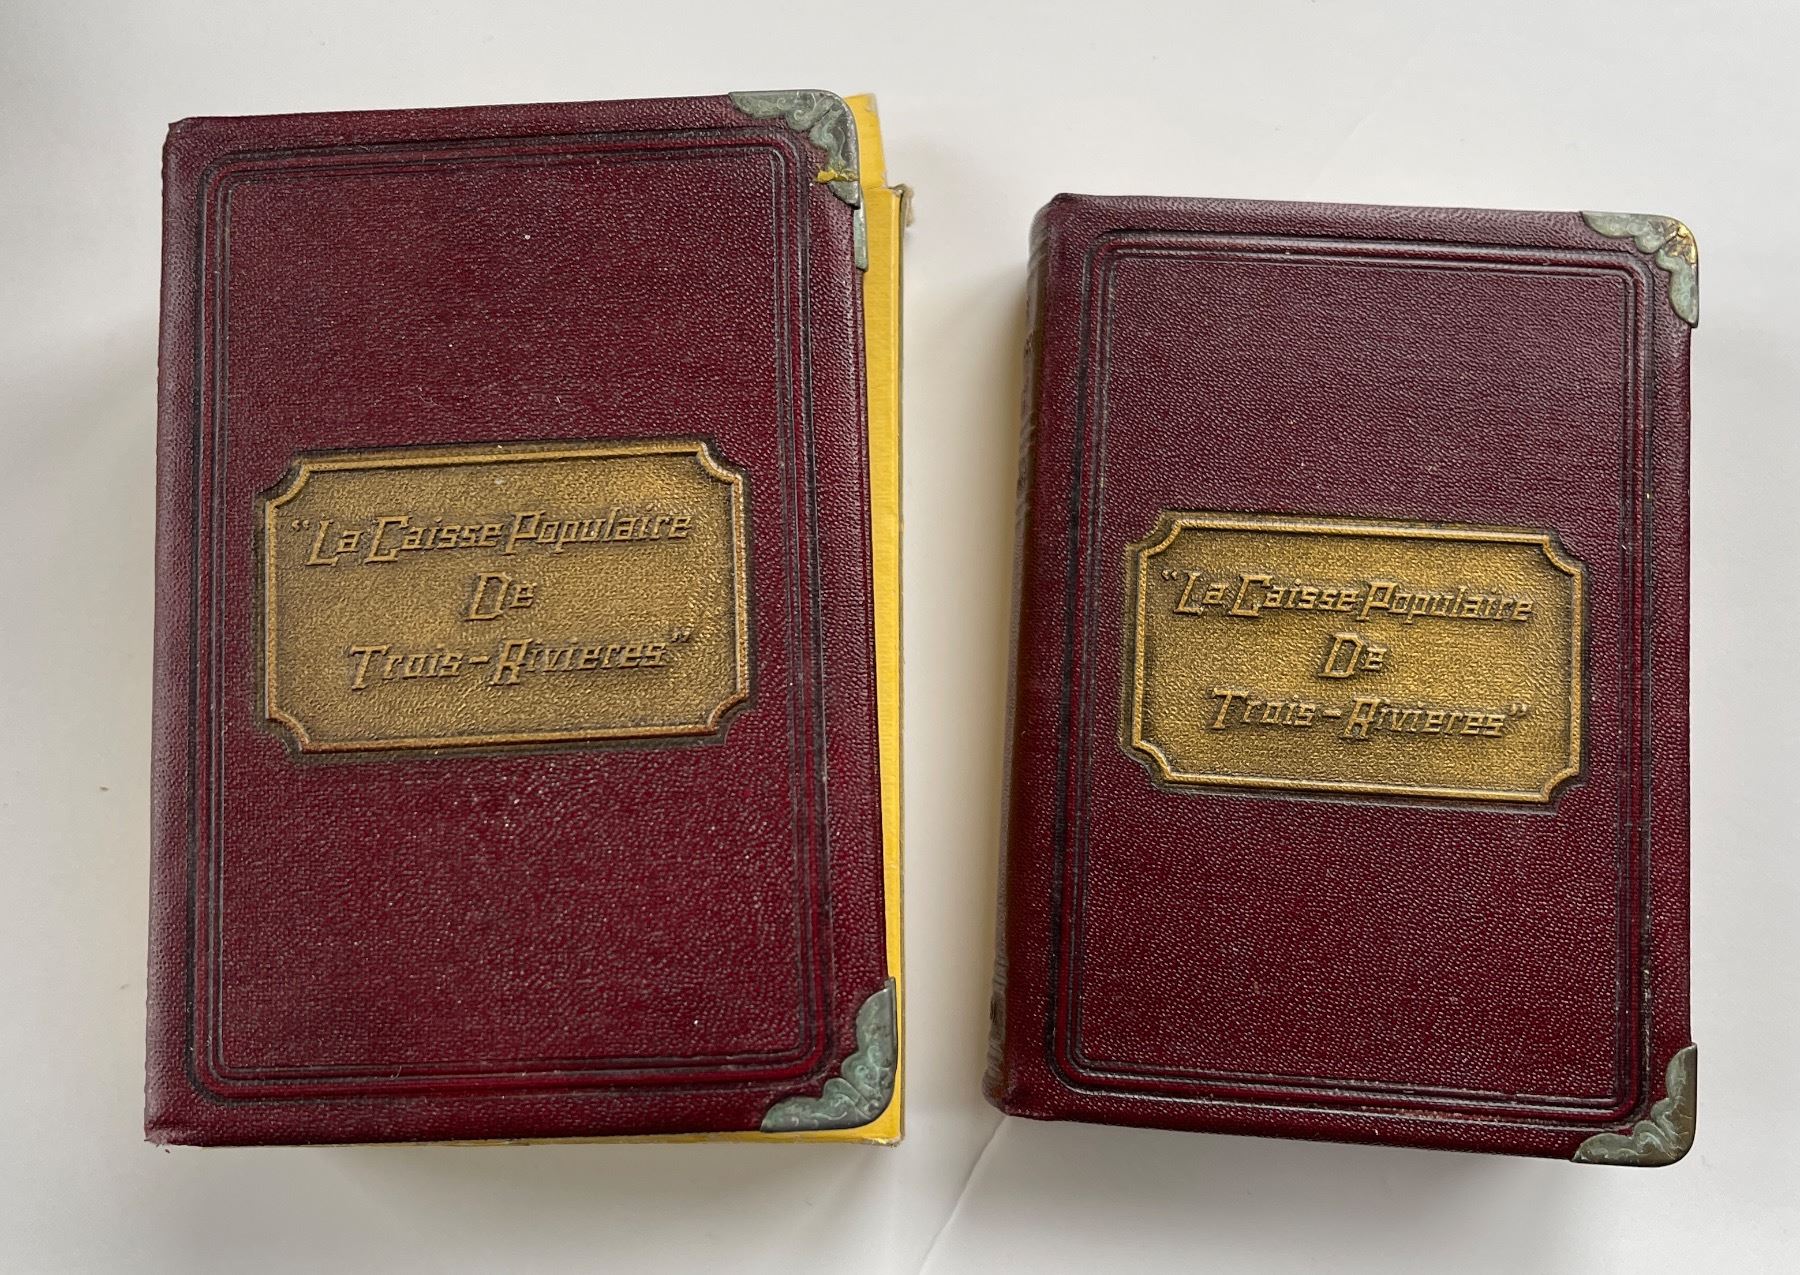 “La Caisse Populaire
De
Trois-Rivieres”
“La Caisse Populaire
De
Trois-Rivieres”